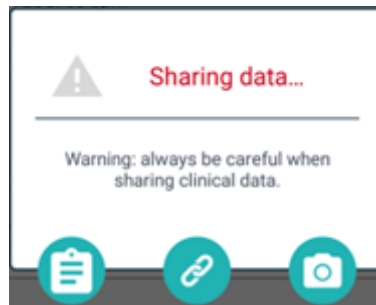 Sharing data...
Warning: always be careful when
sharing clinical data.